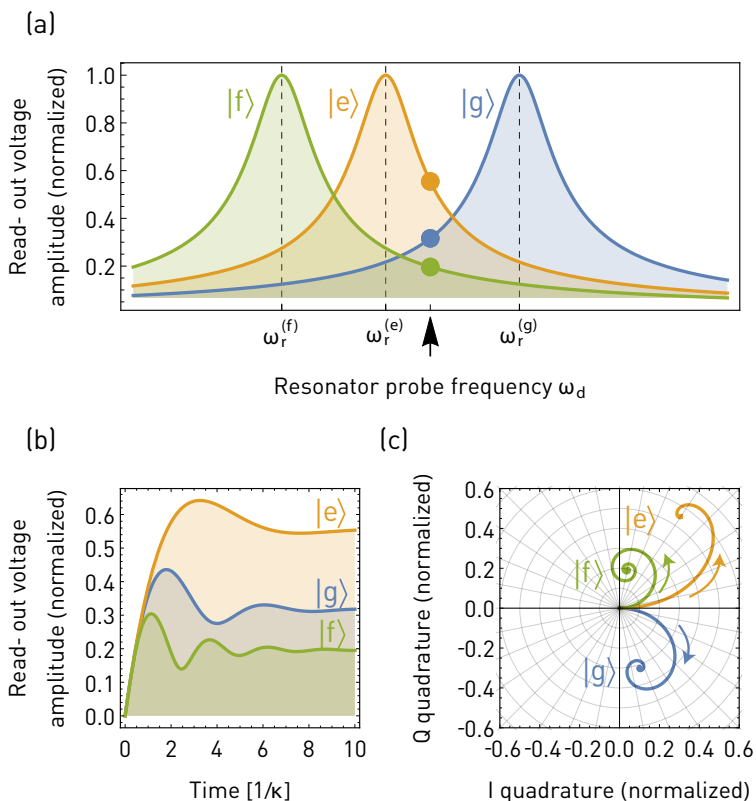 (a)
Read- out voltage
amplitude (normalized)
1.0
0.8
0.6
0.4
0.2
|f⟩
|e⟩
|g⟩
ω_r^(f)
ω_r^(e)
ω_r^(g)
Resonator probe frequency ω_d
(b)
Read- out voltage
amplitude (normalized)
0.6
0.5
0.4
0.3
0.2
0.1
0.0
|e⟩
|g⟩
|f⟩
0 2 4 6 8 10
Time [1/κ]
(c)
Q quadrature (normalized)
0.6
0.4
0.2
0.0
-0.2
-0.4
-0.6
|e⟩
|f⟩
|g⟩
-0.6 -0.4 -0.2 0.0 0.2 0.4 0.6
I quadrature (normalized)